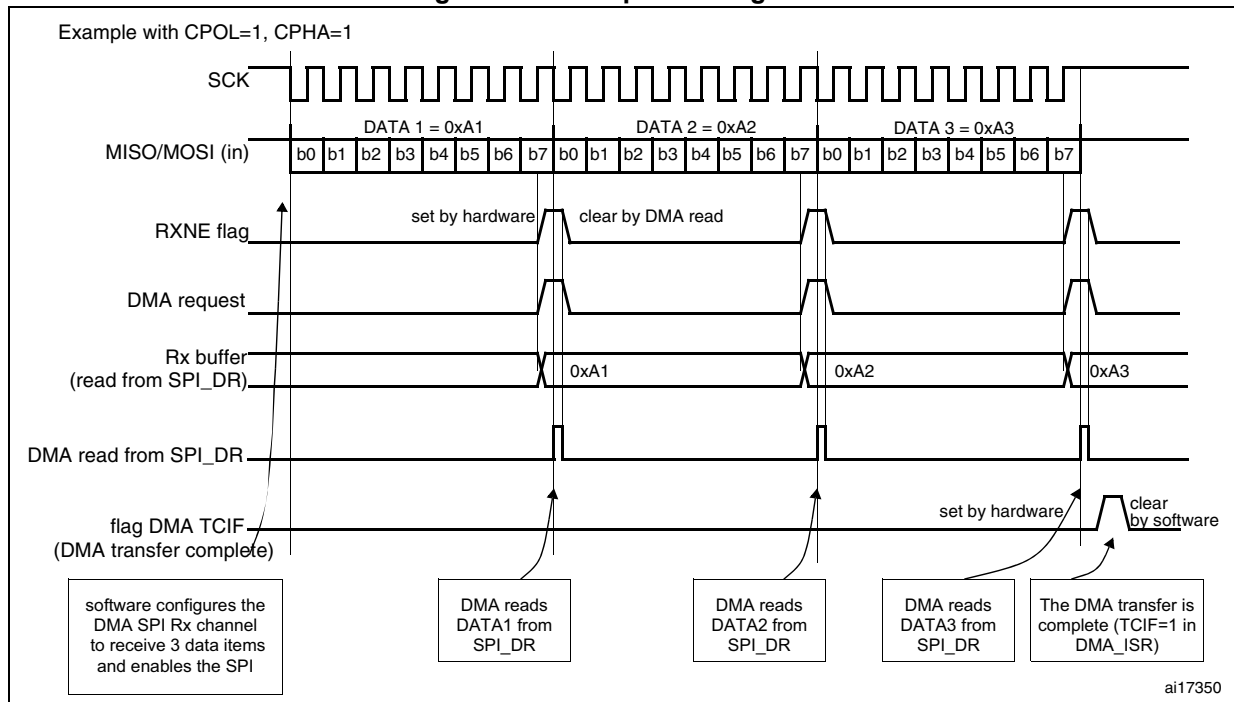 Example with CPOL=1, CPHA=1
SCK
DATA 1 = 0xA1
DATA 2 = 0xA2
DATA 3 = 0xA3
MISO/MOSI (in)
b0 b1 b2 b3 b4 b5 b6 b7 b0 b1 b2 b3 b4 b5 b6 b7 b0 b1 b2 b3 b4 b5 b6 b7
set by hardware
clear by DMA read
RXNE flag
DMA request
Rx buffer
(read from SPI_DR)
0xA1
0xA2
0xA3
DMA read from SPI_DR
flag DMA TCIF
(DMA transfer complete)
set by hardware
clear
by software
software configures the
DMA SPI Rx channel
to receive 3 data items
and enables the SPI
DMA reads
DATA1 from
SPI_DR
DMA reads
DATA2 from
SPI_DR
DMA reads
DATA3 from
SPI_DR
The DMA transfer is
complete (TCIF=1 in
DMA_ISR)
ai17350